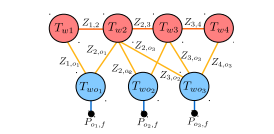 T_{w1} Z_{1,2} T_{w2} Z_{2,3} T_{w3} Z_{3,4} T_{w4}
Z_{1,o_1} Z_{2,o_1} Z_{2,o_2} Z_{2,o_3} Z_{3,o_2} Z_{3,o_3} Z_{4,o_3}
T_{wo_1} T_{wo_2} T_{wo_3}
P_{o_1,f} P_{o_2,f} P_{o_3,f}